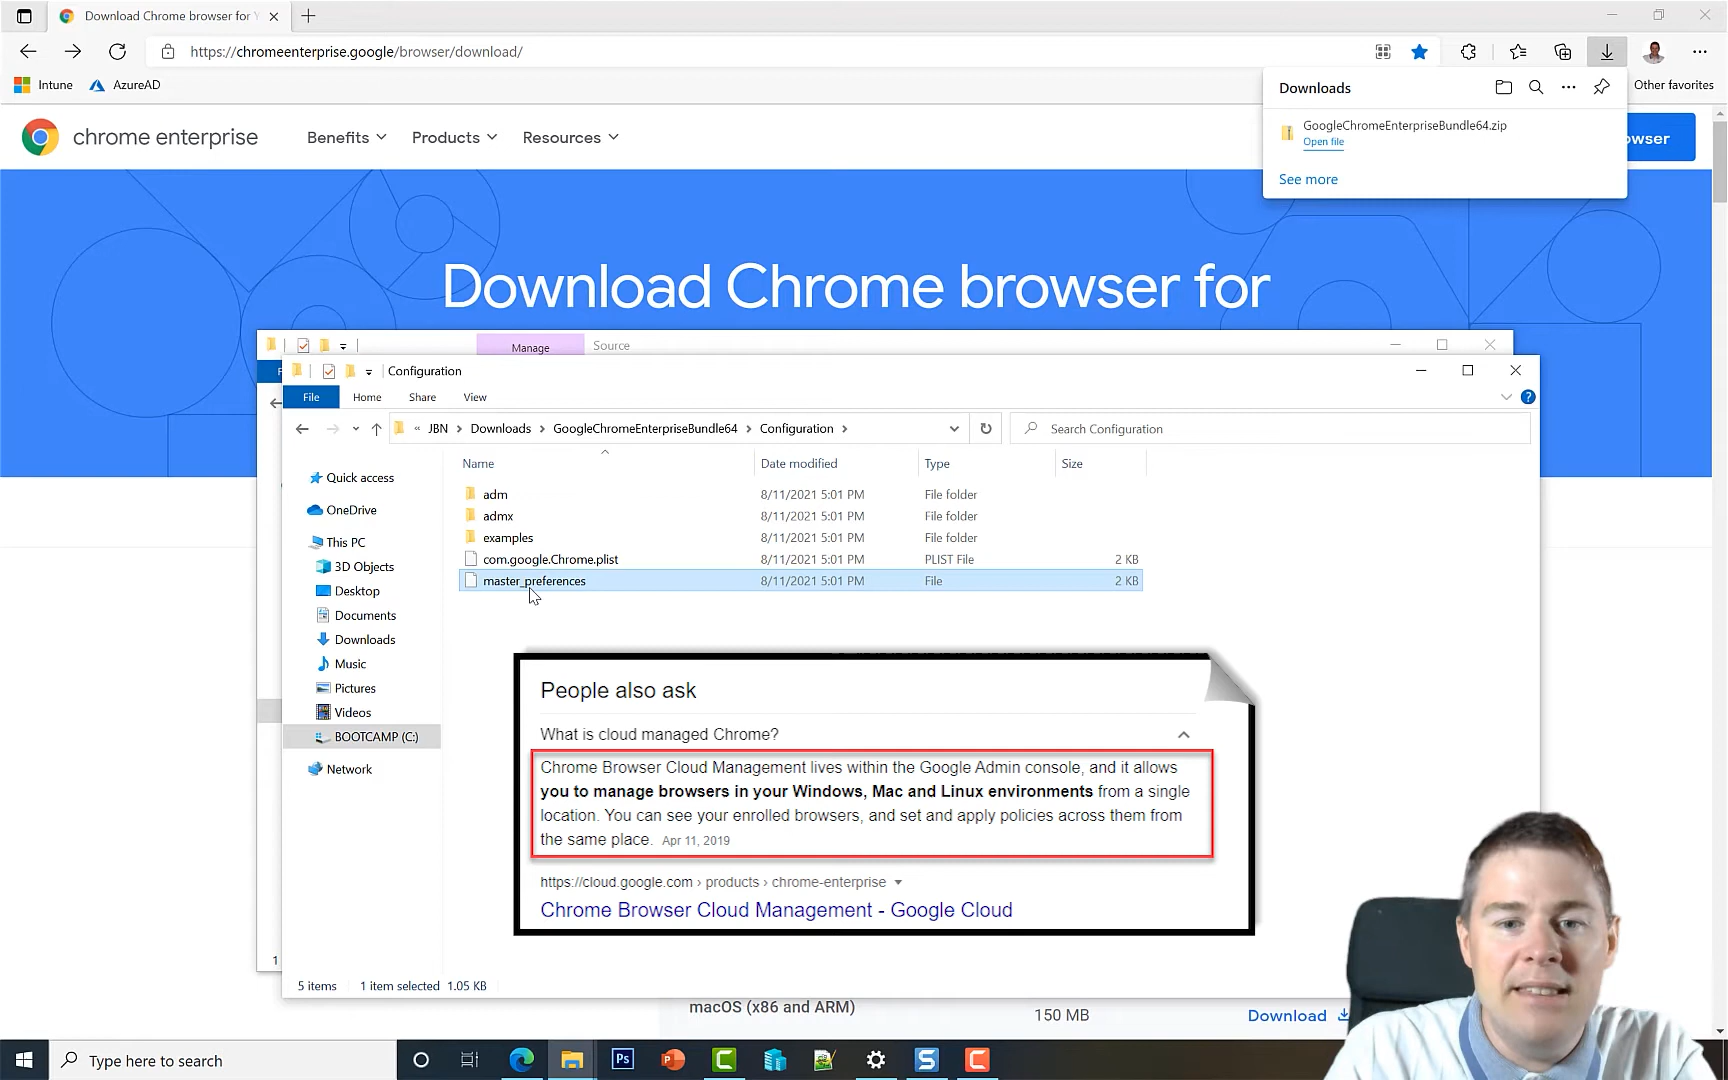 Download Chrome browser for Y
https://chromeenterprise.google/browser/download/
Intune AzureAD
Other favorites
Downloads
GoogleChromeEnterpriseBundle64.zip
Open file
See more
chrome enterprise Benefits Products Resources
owser
Download Chrome browser for
Manage Source
Configuration
File Home Share View
« JBN > Downloads > GoogleChromeEnterpriseBundle64 > Configuration >
Search Configuration
Name Date modified Type Size
Quick access
OneDrive
This PC
3D Objects
Desktop
Documents
Downloads
Music
Pictures
Videos
BOOTCAMP (C:)
Network
adm 8/11/2021 5:01 PM File folder
admx 8/11/2021 5:01 PM File folder
examples 8/11/2021 5:01 PM File folder
com.google.Chrome.plist 8/11/2021 5:01 PM PLIST File 2 KB
master_preferences 8/11/2021 5:01 PM File 2 KB
People also ask
What is cloud managed Chrome?
Chrome Browser Cloud Management lives within the Google Admin console, and it allows
you to manage browsers in your Windows, Mac and Linux environments from a single
location. You can see your enrolled browsers, and set and apply policies across them from
the same place. Apr 11, 2019
https://cloud.google.com › products › chrome-enterprise
Chrome Browser Cloud Management - Google Cloud
1
5 items 1 item selected 1.05 KB
macOS (x86 and ARM) 150 MB Download
Type here to search
Ps
P
C
S
C